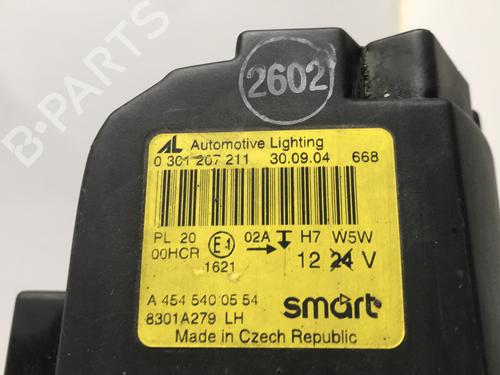 B-PARTS
2602
AL Automotive Lighting
0 301 207 211 30.09.04 668
PL 20 E1 02A H7 W5W
00HCR 1621 12 24 V
A 454 540 05 54 smart
8301A279 LH
Made in Czech Republic